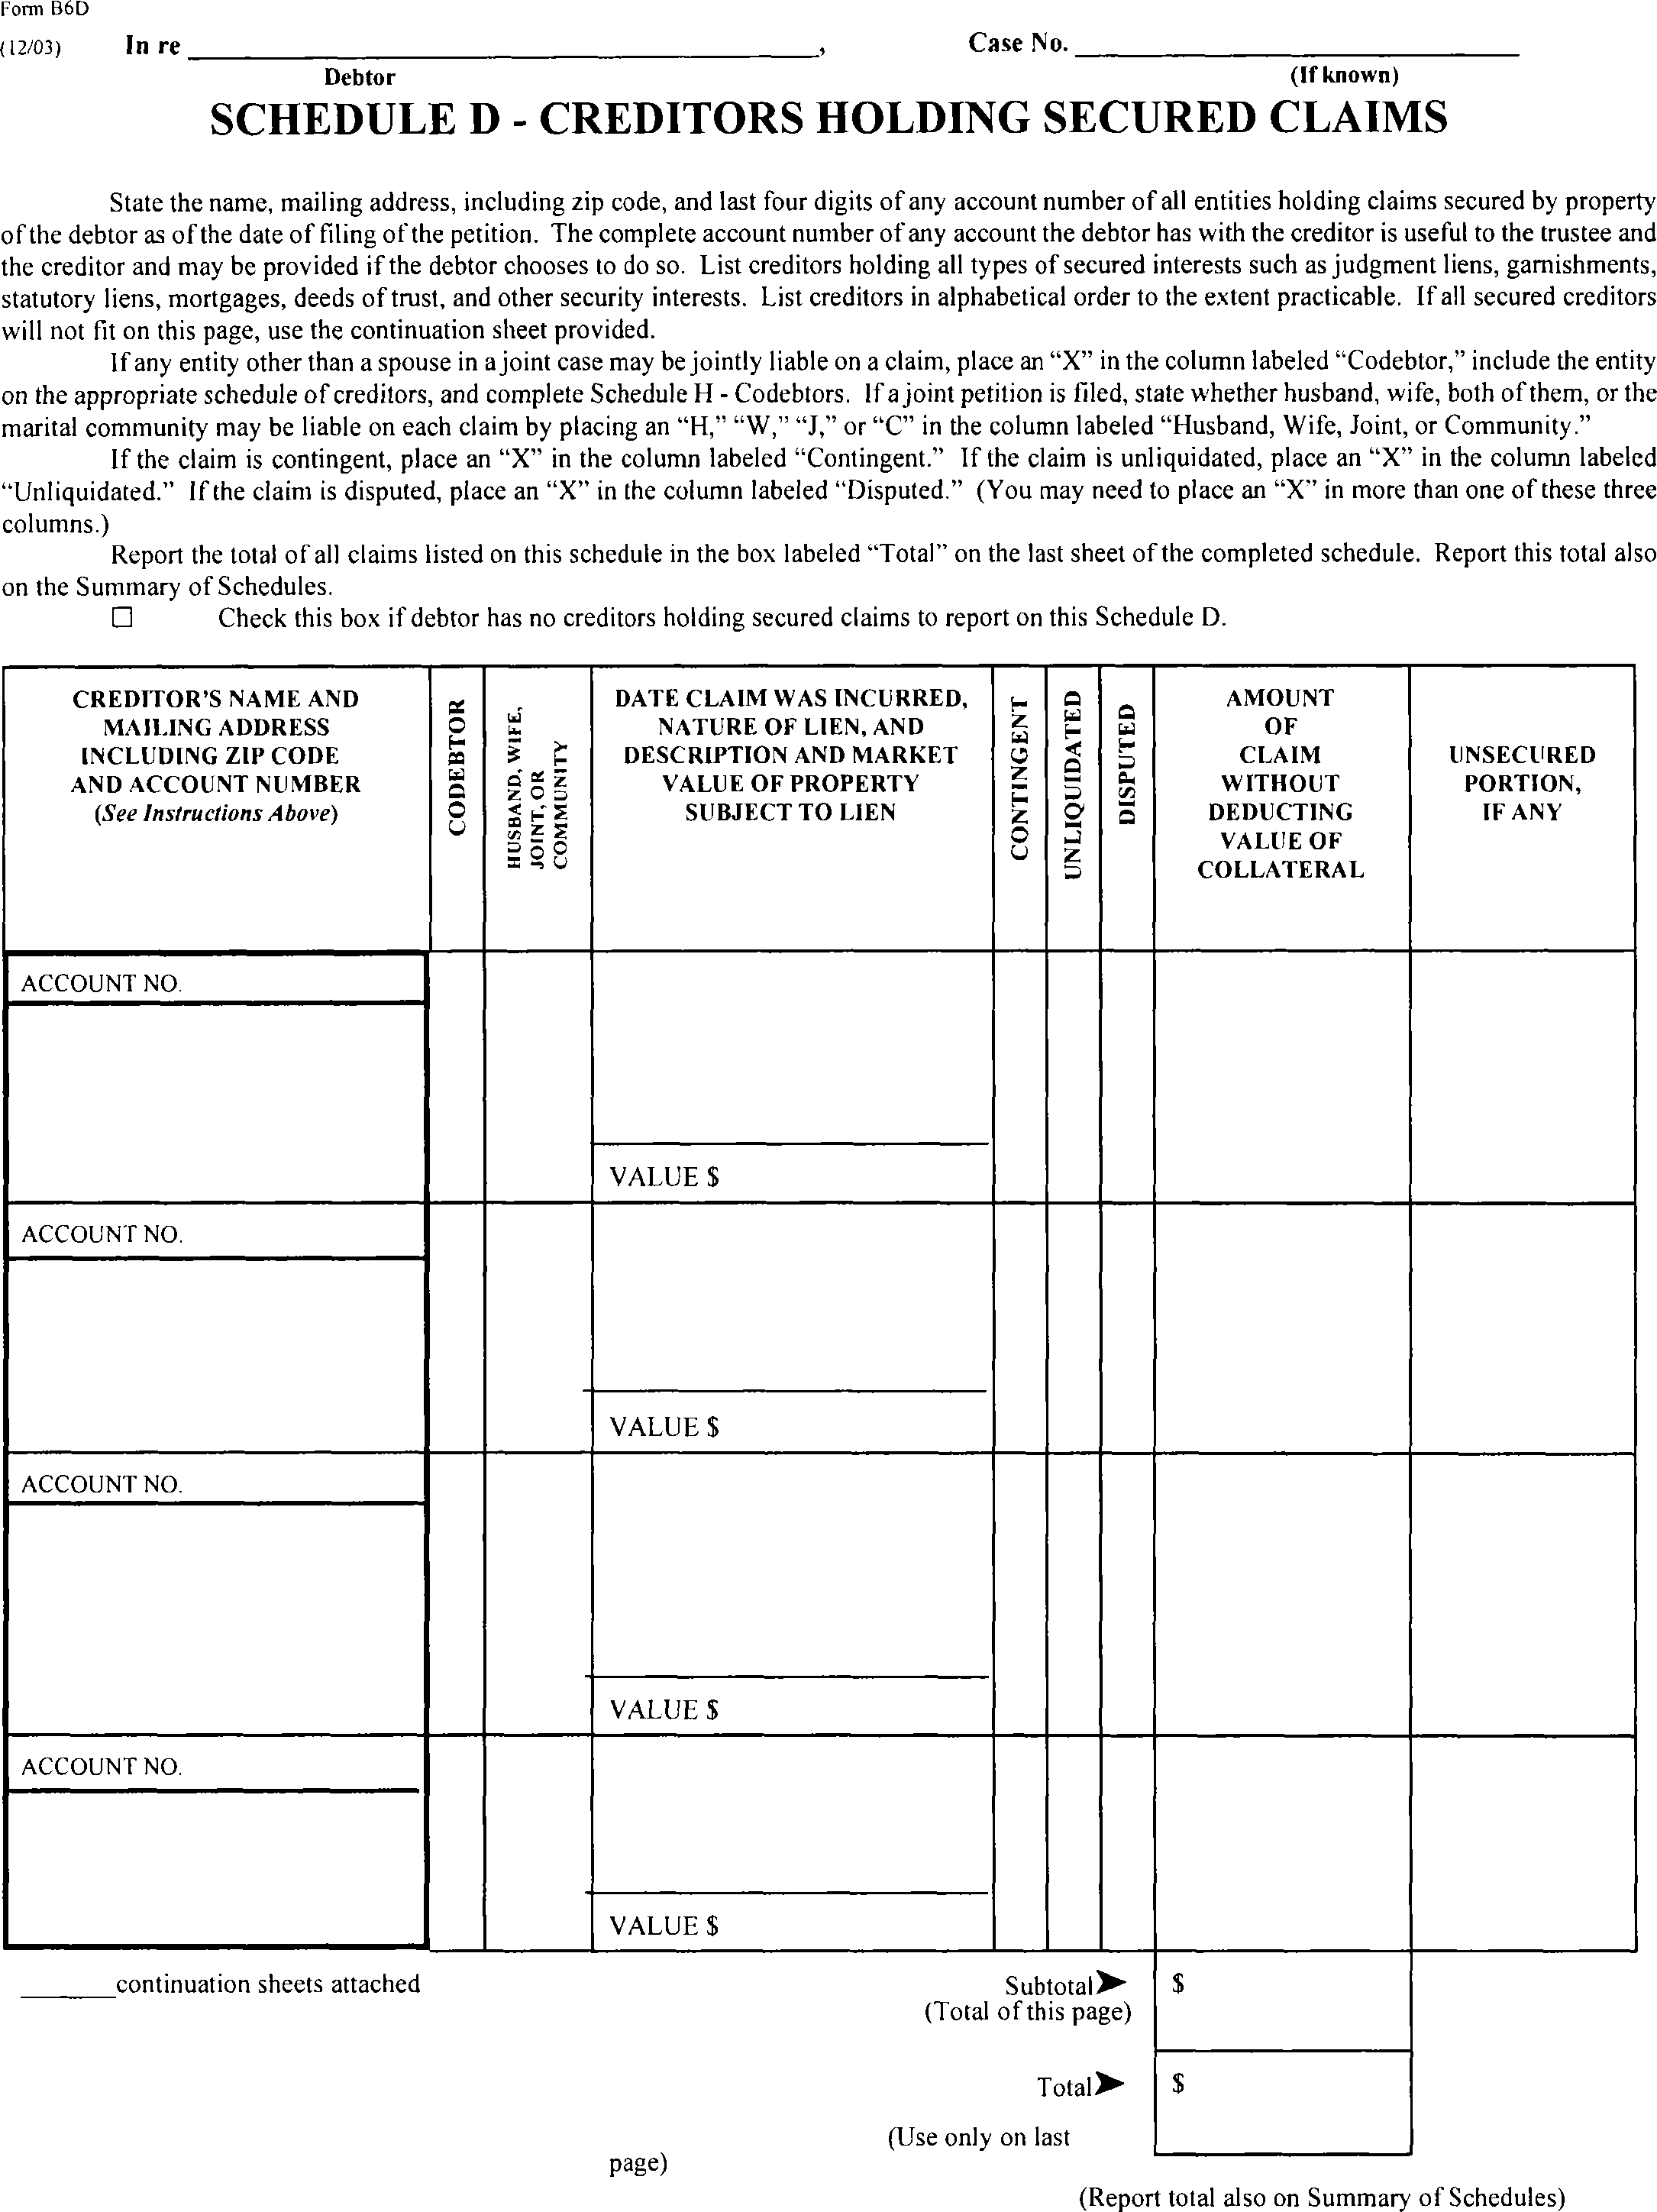 Form B6D
(12/03) In re ____________________, Case No. ____________________
Debtor (If known)
SCHEDULE D - CREDITORS HOLDING SECURED CLAIMS
State the name, mailing address, including zip code, and last four digits of any account number of all entities holding claims secured by property
of the debtor as of the date of filing of the petition. The complete account number of any account the debtor has with the creditor is useful to the trustee and
the creditor and may be provided if the debtor chooses to do so. List creditors holding all types of secured interests such as judgment liens, garnishments,
statutory liens, mortgages, deeds of trust, and other security interests. List creditors in alphabetical order to the extent practicable. If all secured creditors
will not fit on this page, use the continuation sheet provided.
If any entity other than a spouse in a joint case may be jointly liable on a claim, place an “X” in the column labeled “Codebtor,” include the entity
on the appropriate schedule of creditors, and complete Schedule H - Codebtors. If a joint petition is filed, state whether husband, wife, both of them, or the
marital community may be liable on each claim by placing an “H,” “W,” “J,” or “C” in the column labeled “Husband, Wife, Joint, or Community.”
If the claim is contingent, place an “X” in the column labeled “Contingent.” If the claim is unliquidated, place an “X” in the column labeled
“Unliquidated.” If the claim is disputed, place an “X” in the column labeled “Disputed.” (You may need to place an “X” in more than one of these three
columns.)
Report the total of all claims listed on this schedule in the box labeled “Total” on the last sheet of the completed schedule. Report this total also
on the Summary of Schedules.
☐ Check this box if debtor has no creditors holding secured claims to report on this Schedule D.
CREDITOR'S NAME AND
MAILING ADDRESS
INCLUDING ZIP CODE
AND ACCOUNT NUMBER
(See Instructions Above)
CODEBTOR
HUSBAND, WIFE,
JOINT, OR
COMMUNITY
DATE CLAIM WAS INCURRED,
NATURE OF LIEN, AND
DESCRIPTION AND MARKET
VALUE OF PROPERTY
SUBJECT TO LIEN
CONTINGENT
UNLIQUIDATED
DISPUTED
AMOUNT
OF
CLAIM
WITHOUT
DEDUCTING
VALUE OF
COLLATERAL
UNSECURED
PORTION,
IF ANY
ACCOUNT NO.
VALUE $
ACCOUNT NO.
VALUE $
ACCOUNT NO.
VALUE $
ACCOUNT NO.
VALUE $
______continuation sheets attached
Subtotal➤ $
(Total of this page)
Total➤ $
(Use only on last
page)
(Report total also on Summary of Schedules)